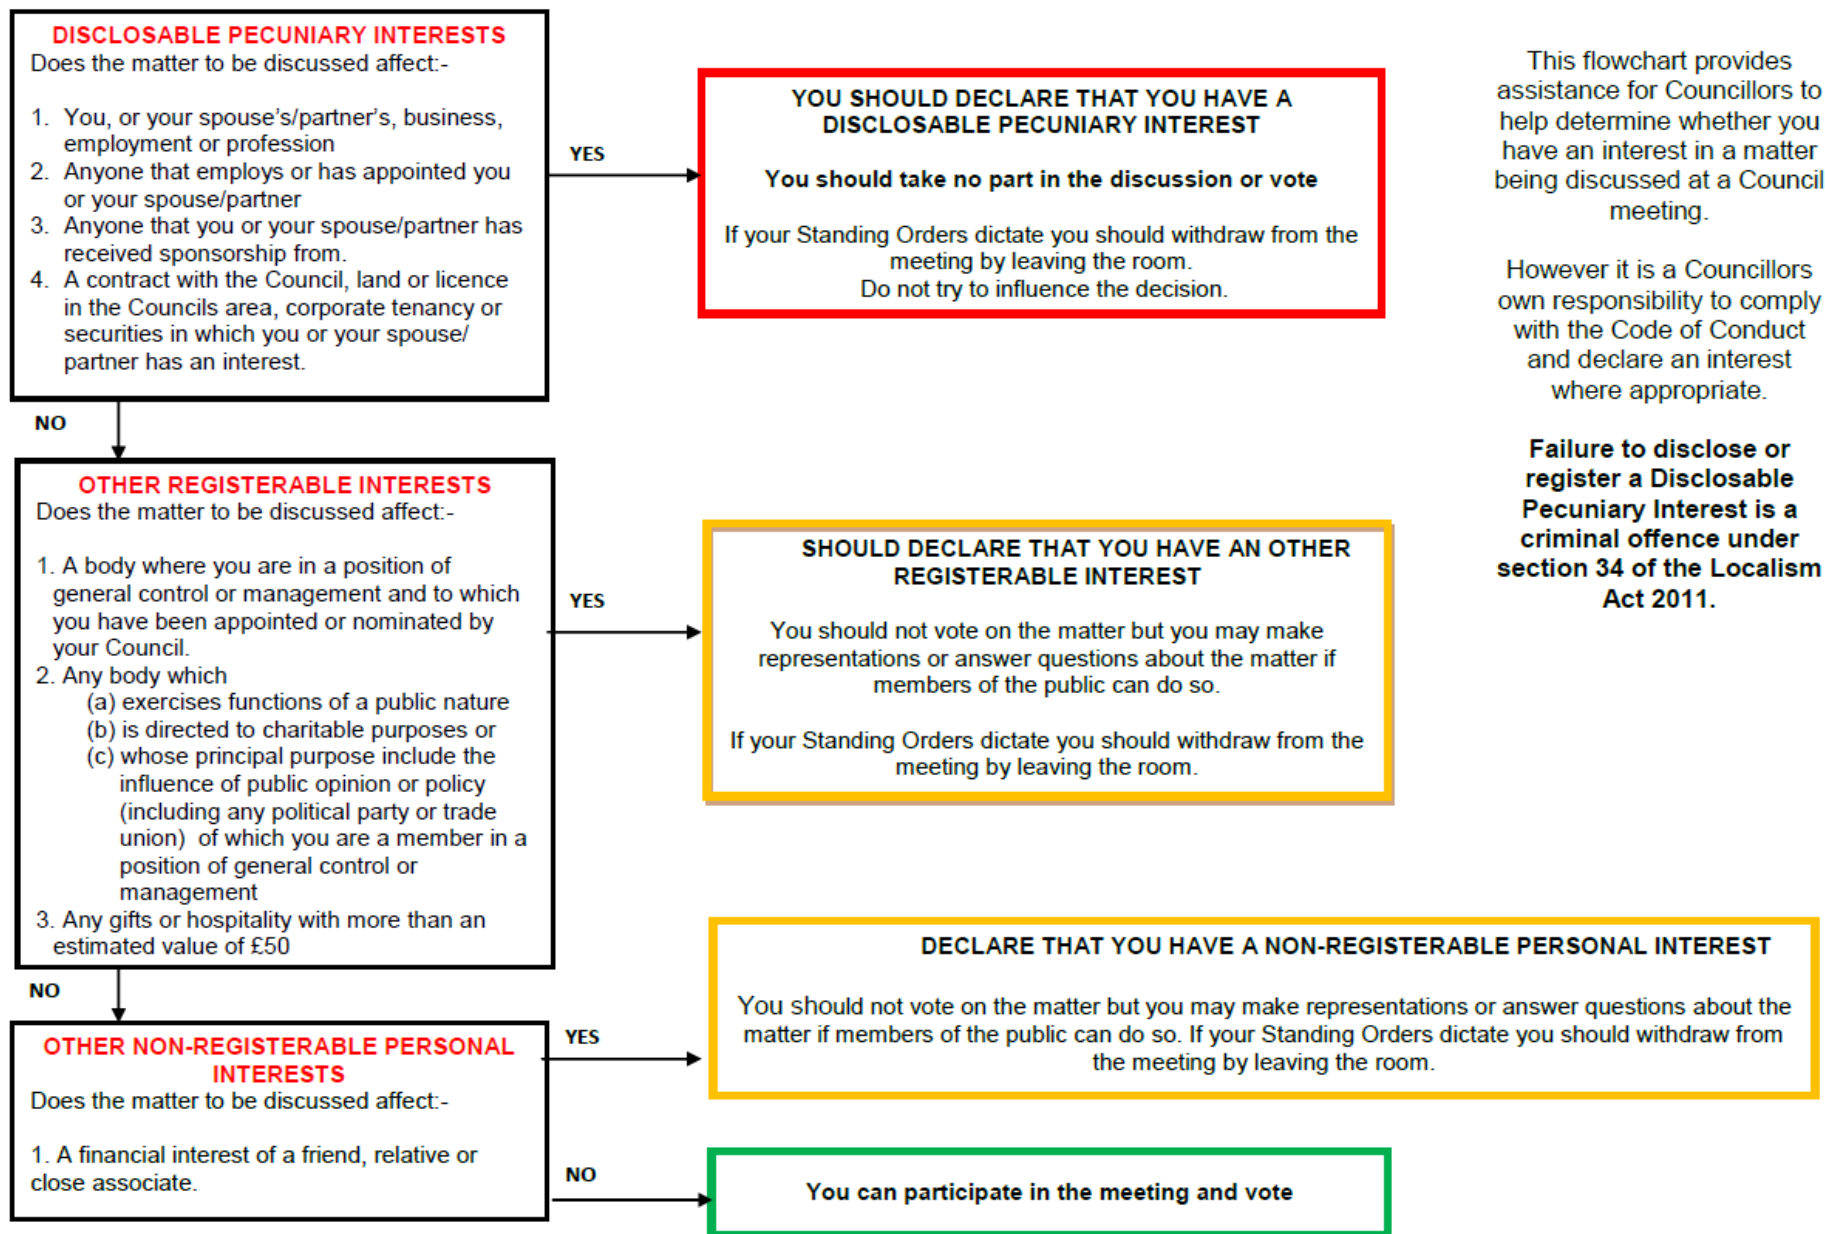 DISCLOSABLE PECUNIARY INTERESTS
Does the matter to be discussed affect:-
1. You, or your spouse's/partner's, business,
employment or profession
2. Anyone that employs or has appointed you
or your spouse/partner
3. Anyone that you or your spouse/partner has
received sponsorship from.
4. A contract with the Council, land or licence
in the Councils area, corporate tenancy or
securities in which you or your spouse/
partner has an interest.
YES
YOU SHOULD DECLARE THAT YOU HAVE A
DISCLOSABLE PECUNIARY INTEREST
You should take no part in the discussion or vote
If your Standing Orders dictate you should withdraw from the
meeting by leaving the room.
Do not try to influence the decision.
This flowchart provides
assistance for Councillors to
help determine whether you
have an interest in a matter
being discussed at a Council
meeting.
However it is a Councillors
own responsibility to comply
with the Code of Conduct
and declare an interest
where appropriate.
Failure to disclose or
register a Disclosable
Pecuniary Interest is a
criminal offence under
section 34 of the Localism
Act 2011.
NO
OTHER REGISTERABLE INTERESTS
Does the matter to be discussed affect:-
1. A body where you are in a position of
general control or management and to which
you have been appointed or nominated by
your Council.
2. Any body which
(a) exercises functions of a public nature
(b) is directed to charitable purposes or
(c) whose principal purpose include the
influence of public opinion or policy
(including any political party or trade
union) of which you are a member in a
position of general control or
management
3. Any gifts or hospitality with more than an
estimated value of £50
YES
SHOULD DECLARE THAT YOU HAVE AN OTHER
REGISTERABLE INTEREST
You should not vote on the matter but you may make
representations or answer questions about the matter if
members of the public can do so.
If your Standing Orders dictate you should withdraw from the
meeting by leaving the room.
NO
OTHER NON-REGISTERABLE PERSONAL
INTERESTS
Does the matter to be discussed affect:-
1. A financial interest of a friend, relative or
close associate.
YES
DECLARE THAT YOU HAVE A NON-REGISTERABLE PERSONAL INTEREST
You should not vote on the matter but you may make representations or answer questions about the
matter if members of the public can do so. If your Standing Orders dictate you should withdraw from
the meeting by leaving the room.
NO
You can participate in the meeting and vote